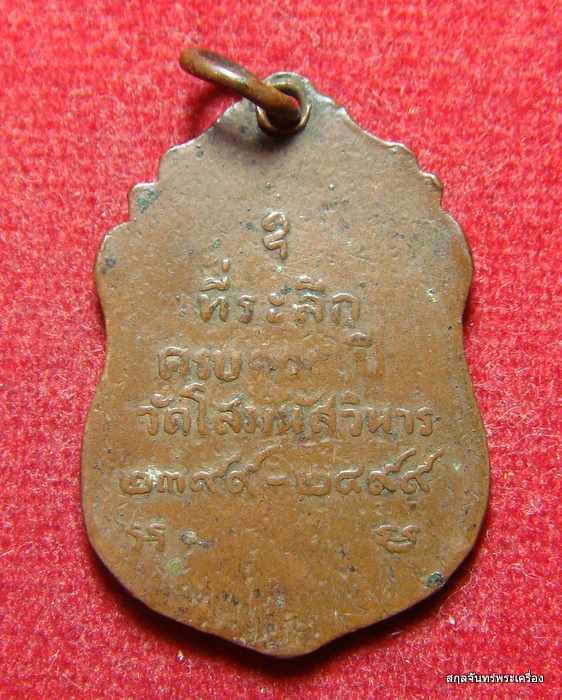 ที่ระลึก
ครบ๑๐๐ ปี
วัดโสมนัสวิหาร
๒๓๙๙-๒๔๙๙
สกุลจันทร์พระเครื่อง